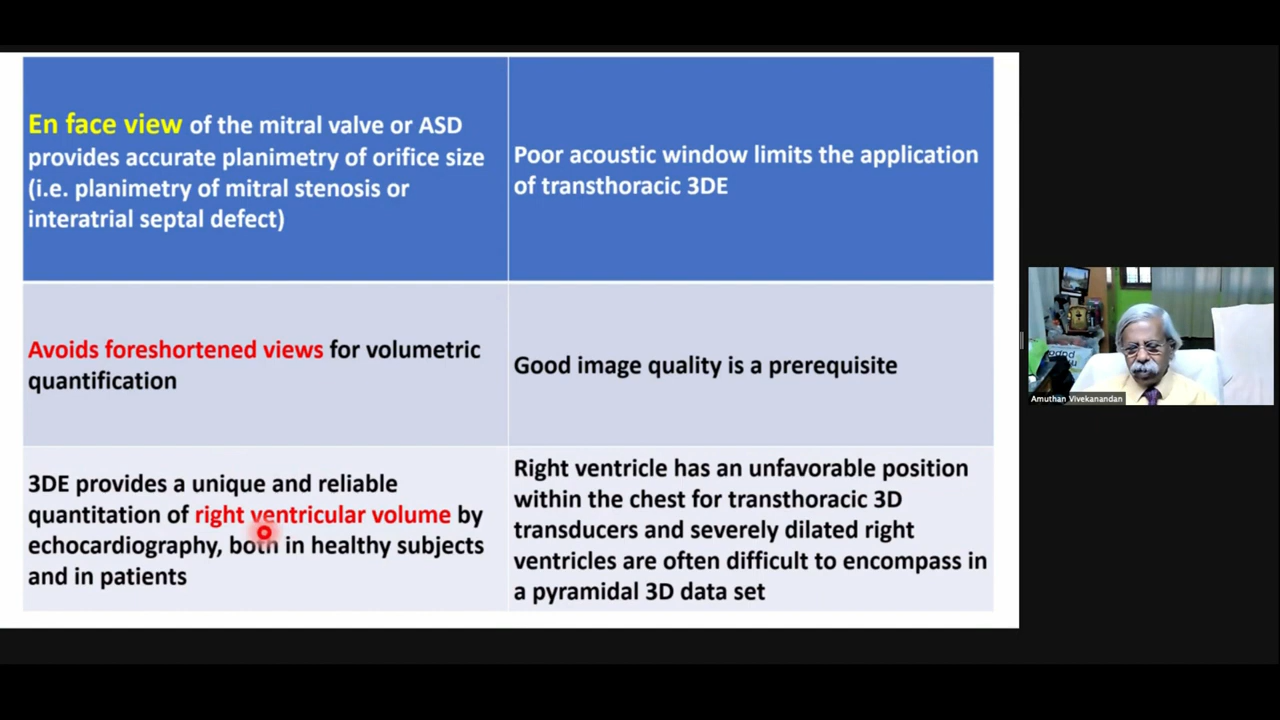 En face view of the mitral valve or ASD
provides accurate planimetry of orifice size
(i.e. planimetry of mitral stenosis or
interatrial septal defect)
Poor acoustic window limits the application
of transthoracic 3DE
Avoids foreshortened views for volumetric
quantification
Good image quality is a prerequisite
3DE provides a unique and reliable
quantitation of right ventricular volume by
echocardiography, both in healthy subjects
and in patients
Right ventricle has an unfavorable position
within the chest for transthoracic 3D
transducers and severely dilated right
ventricles are often difficult to encompass in
a pyramidal 3D data set
Amuthan Vivekanandan